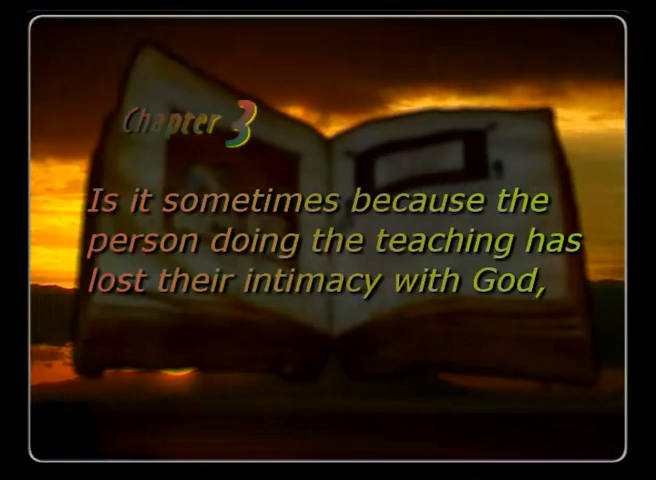 Chapter 3
Is it sometimes because the
person doing the teaching has
lost their intimacy with God,